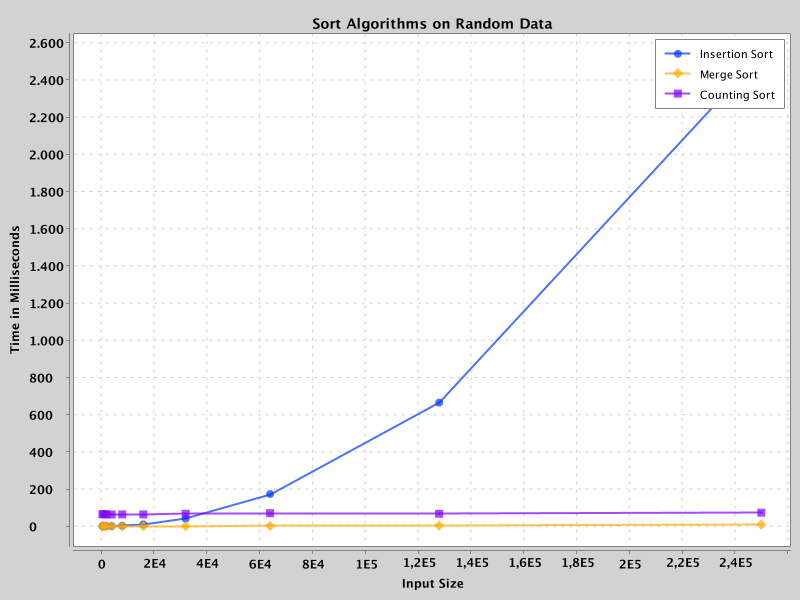 Sort Algorithms on Random Data
Insertion Sort
Merge Sort
Counting Sort
2.600
2.400
2.200
2.000
1.800
1.600
1.400
1.200
1.000
800
600
400
200
0
Time in Milliseconds
0 2E4 4E4 6E4 8E4 1E5 1,2E5 1,4E5 1,6E5 1,8E5 2E5 2,2E5 2,4E5
Input Size